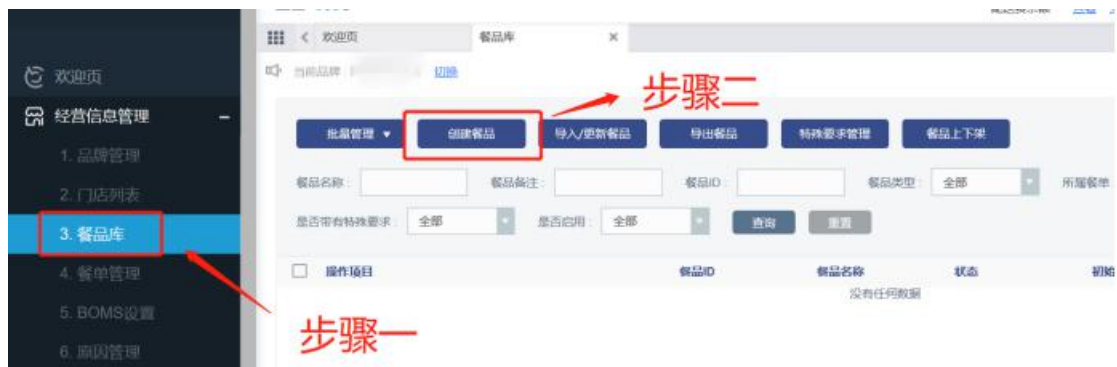 欢迎页 餐品库
欢迎页
当前品牌： 切换
步骤二
经营信息管理
批量管理 创建餐品 导入/更新餐品 导出餐品 特殊要求管理 餐品上下架
1. 品牌管理
餐品名称： 餐品备注： 餐品ID： 餐品类型： 全部 所属餐单
2. 门店列表
是否带有特殊要求： 全部 是否启用： 全部 查询 重置
3. 餐品库
操作项目 餐品ID 餐品名称 状态 初始
4. 餐单管理
没有任何数据
5. BOMS设置
步骤一
6. 原因管理